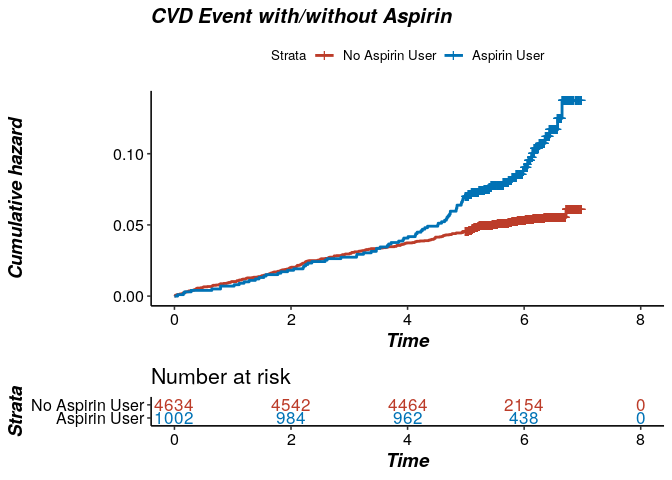 CVD Event with/without Aspirin
Strata No Aspirin User Aspirin User
Cumulative hazard
0.10
0.05
0.00
0 2 4 6 8
Time
Number at risk
Strata
No Aspirin User 4634 4542 4464 2154 0
Aspirin User 1002 984 962 438 0
0 2 4 6 8
Time